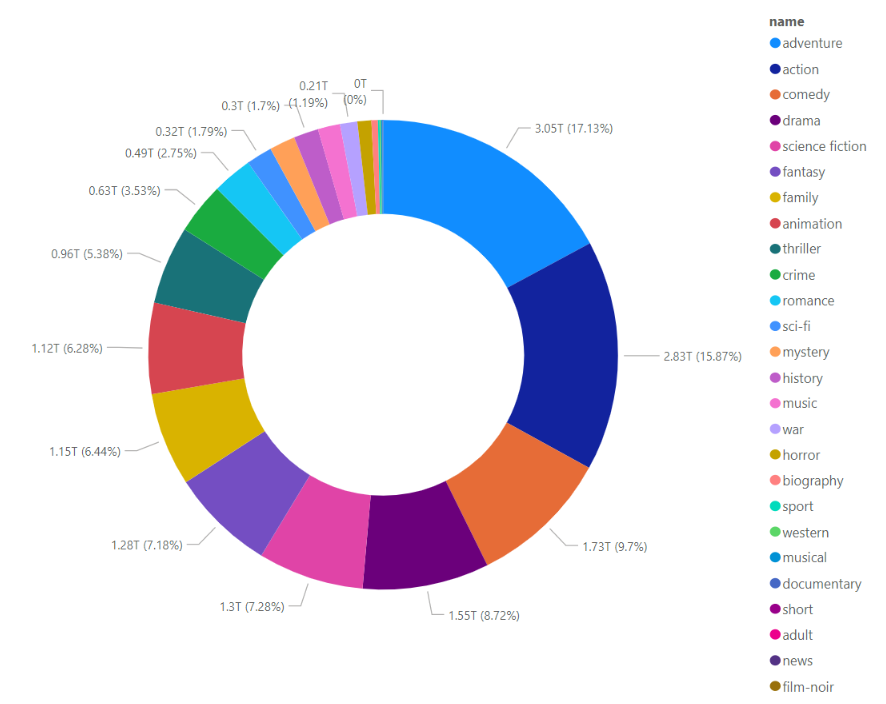 name
adventure
action
comedy
drama
science fiction
fantasy
family
animation
thriller
crime
romance
sci-fi
mystery
history
music
war
horror
biography
sport
western
musical
documentary
short
adult
news
film-noir
3.05T (17.13%)
2.83T (15.87%)
1.73T (9.7%)
1.55T (8.72%)
1.3T (7.28%)
1.28T (7.18%)
1.15T (6.44%)
1.12T (6.28%)
0.96T (5.38%)
0.63T (3.53%)
0.49T (2.75%)
0.32T (1.79%)
0.3T (1.7%)
0.21T
(1.19%)
0T
(0%)